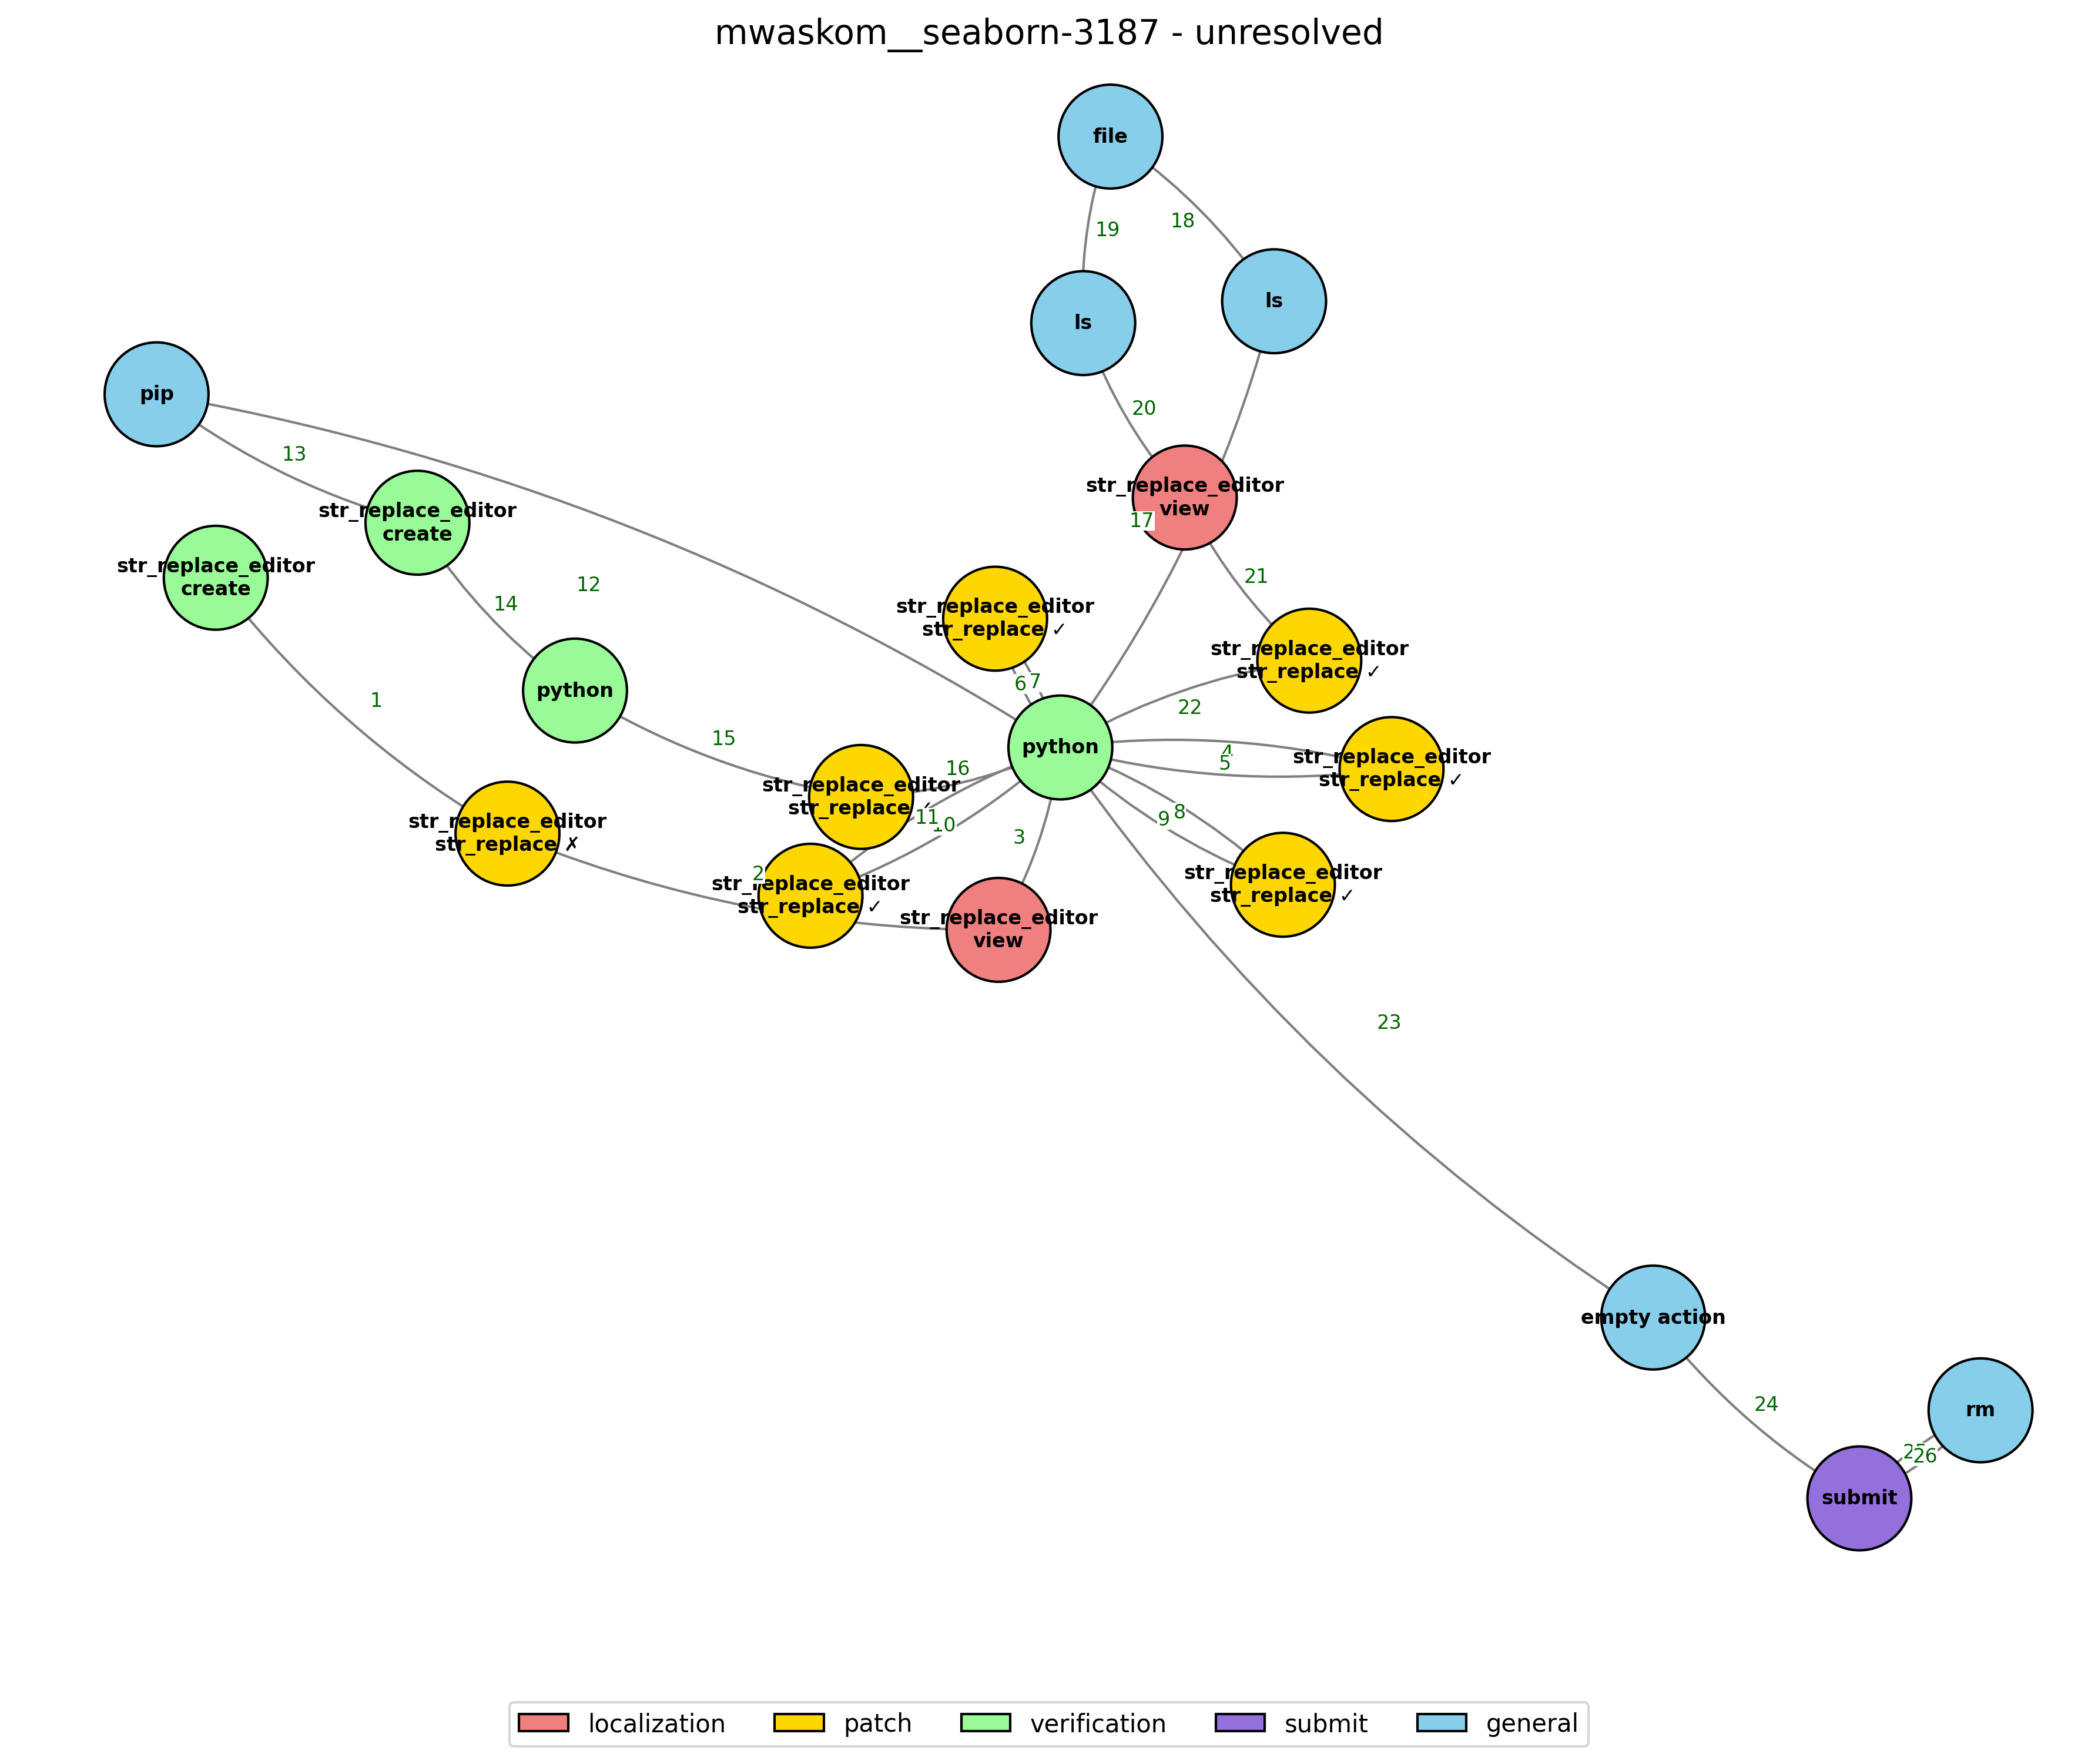 mwaskom__seaborn-3187 - unresolved
file
19
18
ls
ls
pip
20
13
str_replace_editor
view
17
str_replace_editor
create
str_replace_editor
create
21
12
14
str_replace_editor
str_replace ✓
str_replace_editor
str_replace ✓
6
7
1
python
22
15
python
4
5
str_replace_editor
str_replace ✓
16
str_replace_editor
str_replace ✓
11
10
8
9
3
str_replace_editor
str_replace ✗
2
str_replace_editor
str_replace ✓
str_replace_editor
str_replace ✓
str_replace_editor
view
23
empty action
24
rm
25
26
submit
localization
patch
verification
submit
general